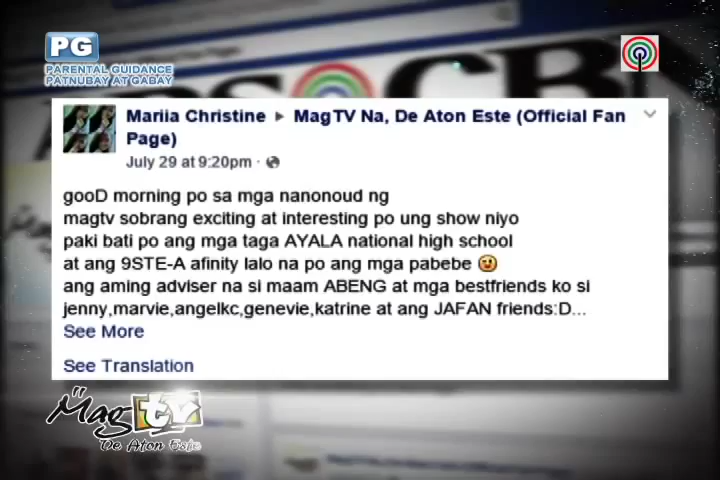 PG
PARENTAL GUIDANCE
PATNUBAY AT GABAY
Mariia Christine ▸ MagTV Na, De Aton Este (Official Fan
Page)
July 29 at 9:20pm ·
gooD morning po sa mga nanonoud ng
magtv sobrang exciting at interesting po ung show niyo
paki bati po ang mga taga AYALA national high school
at ang 9STE-A afinity lalo na po ang mga pabebe 😜
ang aming adviser na si maam ABENG at mga bestfriends ko si
jenny,marvie,angelkc,genevie,katrine at ang JAFAN friends:D...
See More
See Translation
Mag tv
De Aton Este